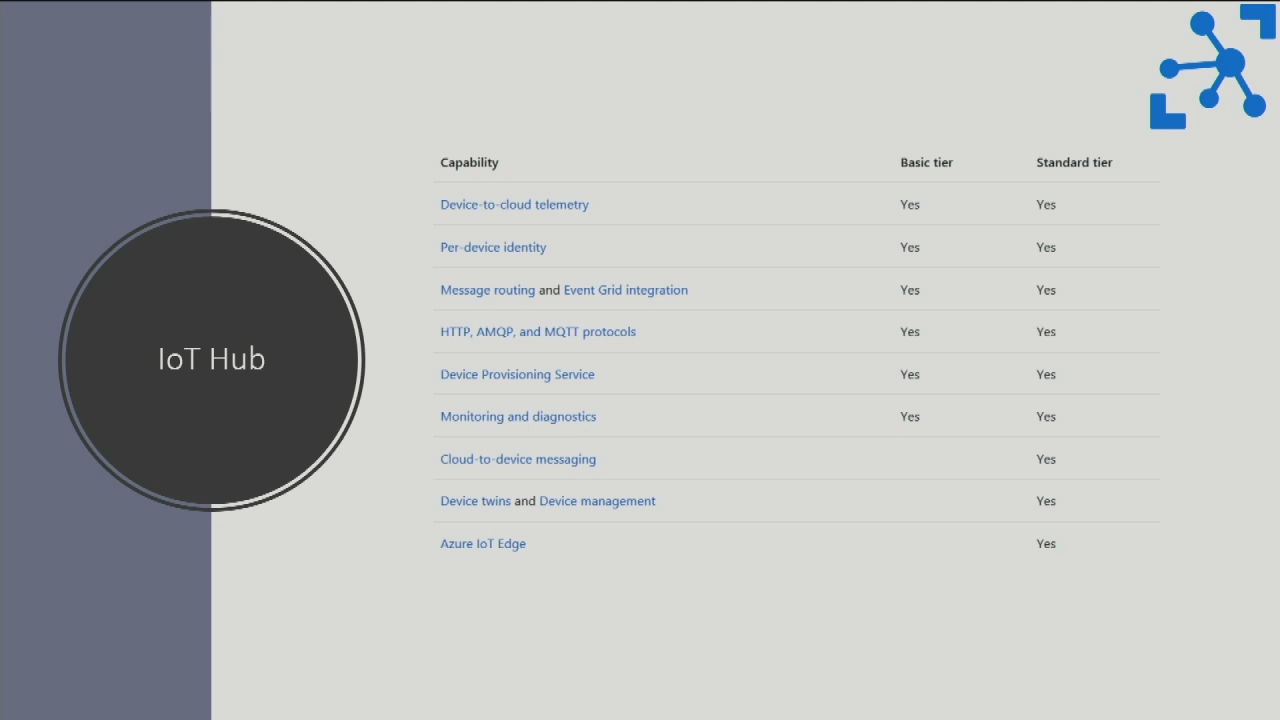 IoT Hub
Capability Basic tier Standard tier
Device-to-cloud telemetry Yes Yes
Per-device identity Yes Yes
Message routing and Event Grid integration Yes Yes
HTTP, AMQP, and MQTT protocols Yes Yes
Device Provisioning Service Yes Yes
Monitoring and diagnostics Yes Yes
Cloud-to-device messaging Yes
Device twins and Device management Yes
Azure IoT Edge Yes